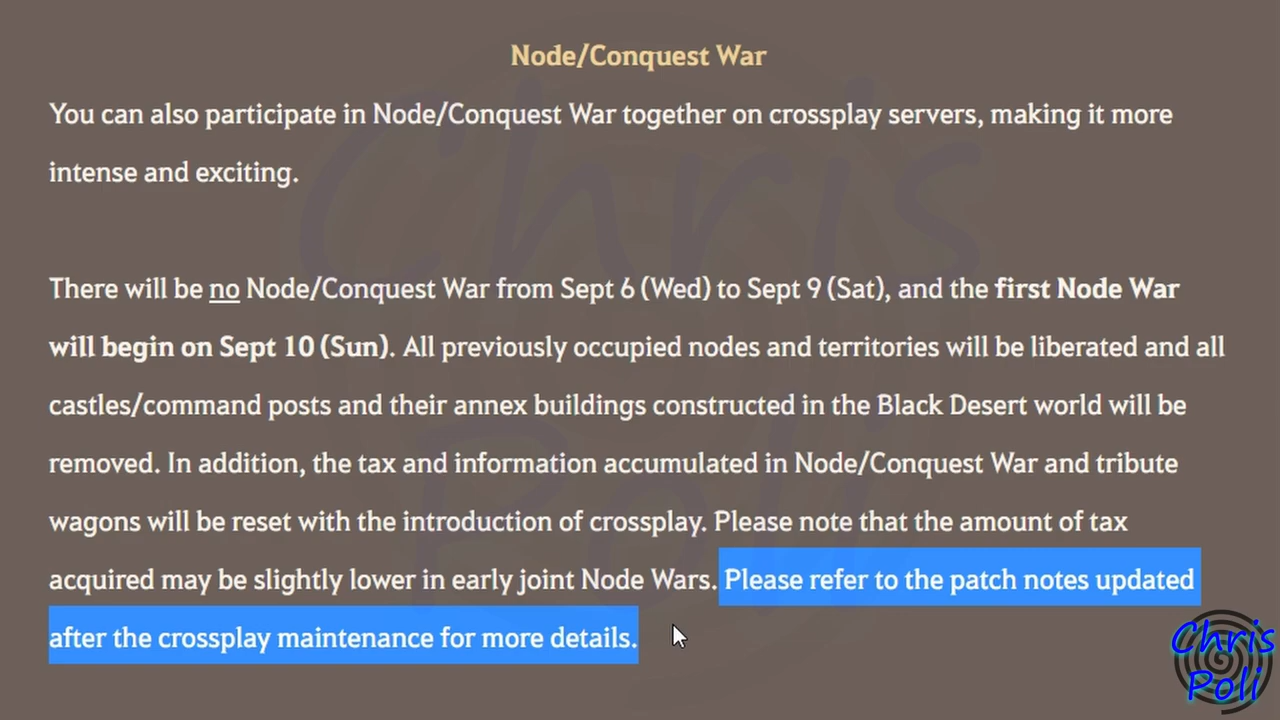 Node/Conquest War
You can also participate in Node/Conquest War together on crossplay servers, making it more
intense and exciting.
There will be no Node/Conquest War from Sept 6 (Wed) to Sept 9 (Sat), and the first Node War
will begin on Sept 10 (Sun). All previously occupied nodes and territories will be liberated and all
castles/command posts and their annex buildings constructed in the Black Desert world will be
removed. In addition, the tax and information accumulated in Node/Conquest War and tribute
wagons will be reset with the introduction of crossplay. Please note that the amount of tax
acquired may be slightly lower in early joint Node Wars. Please refer to the patch notes updated
after the crossplay maintenance for more details.
Chris
Poli
Chris
Poli